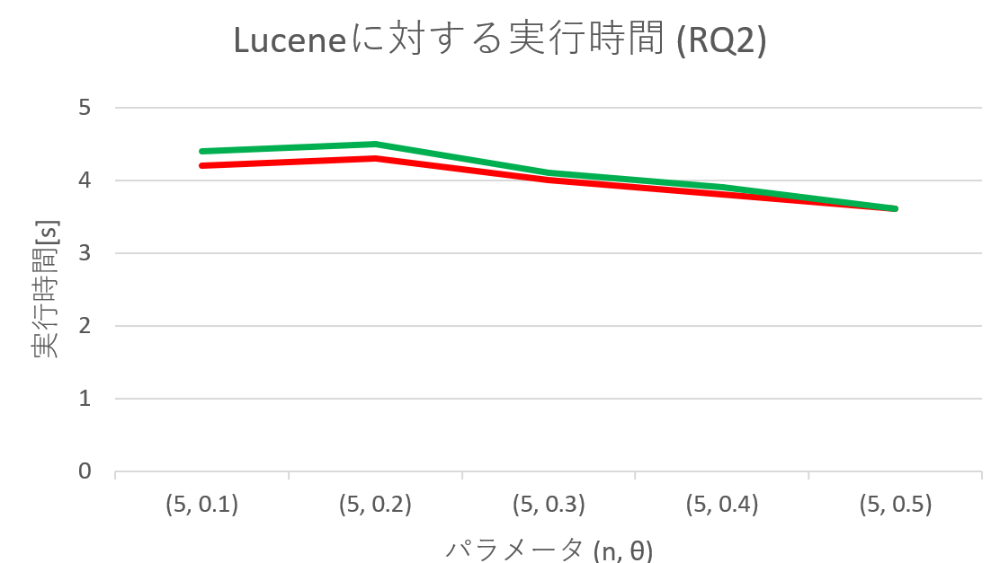 Luceneに対する実行時間 (RQ2)
5
4
3
2
1
0
実行時間[s]
(5, 0.1) (5, 0.2) (5, 0.3) (5, 0.4) (5, 0.5)
パラメータ (n, θ)